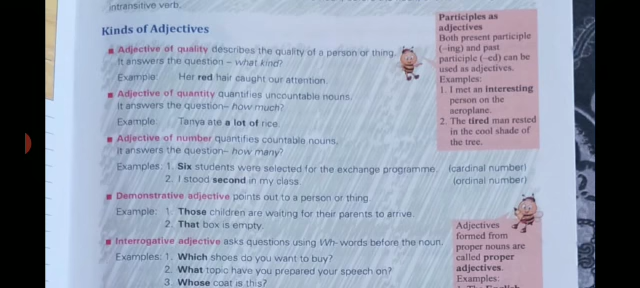 intransitive verb.
Kinds of Adjectives
Adjective of quality describes the quality of a person or thing.
It answers the question – what kind?
Example: Her red hair caught our attention.
Adjective of quantity quantifies uncountable nouns.
It answers the question– how much?
Example: Tanya ate a lot of rice.
Adjective of number quantifies countable nouns.
It answers the question– how many?
Examples: 1. Six students were selected for the exchange programme. (cardinal number)
2. I stood second in my class. (ordinal number)
Demonstrative adjective points out to a person or thing.
Example: 1. Those children are waiting for their parents to arrive.
2. That box is empty.
Interrogative adjective asks questions using Wh-words before the noun.
Examples: 1. Which shoes do you want to buy?
2. What topic have you prepared your speech on?
3. Whose coat is this?
Participles as
adjectives
Both present participle
(–ing) and past
participle (–ed) can be
used as adjectives.
Examples:
1. I met an interesting
person on the
aeroplane.
2. The tired man rested
in the cool shade of
the tree.
Adjectives
formed from
proper nouns are
called proper
adjectives.
Examples: